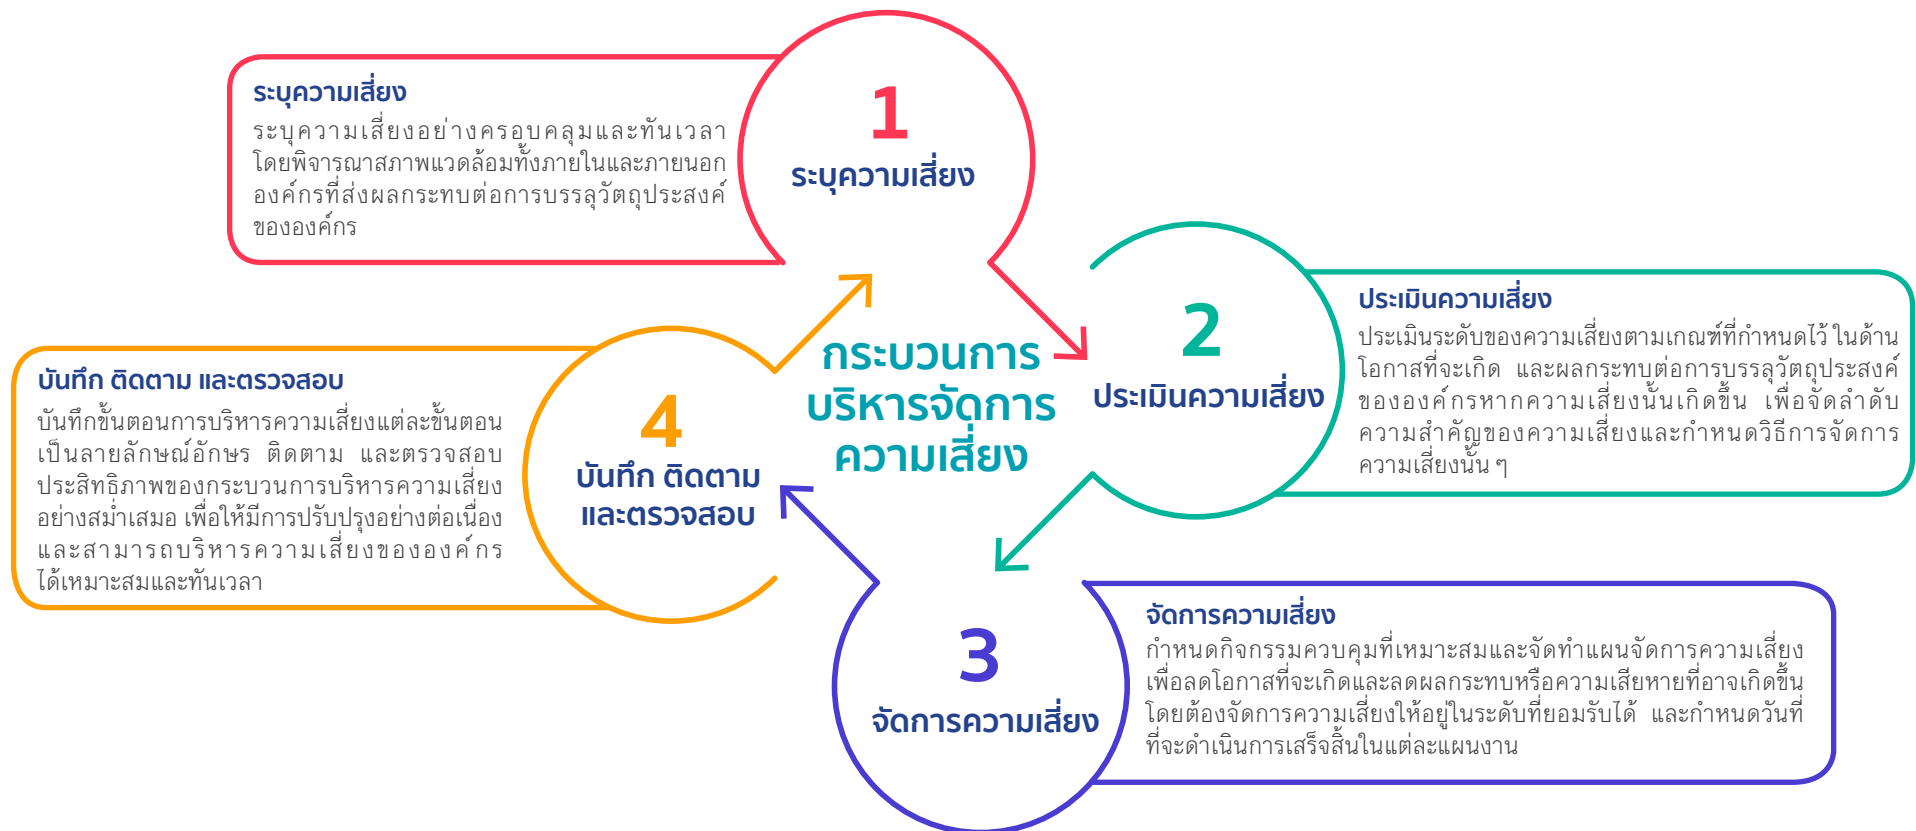 ระบุความเสี่ยง
ระบุความเสี่ยงอย่างครอบคลุมและทันเวลา
โดยพิจารณาสภาพแวดล้อมทั้งภายในและภายนอก
องค์กรที่ส่งผลกระทบต่อการบรรลุวัตถุประสงค์
ขององค์กร
1
ระบุความเสี่ยง
2
ประเมินความเสี่ยง
ประเมินความเสี่ยง
ประเมินระดับของความเสี่ยงตามเกณฑ์ที่กำหนดไว้ ในด้าน
โอกาสที่จะเกิด และผลกระทบต่อการบรรลุวัตถุประสงค์
ขององค์กรหากความเสี่ยงนั้นเกิดขึ้น เพื่อจัดลำดับ
ความสำคัญของความเสี่ยงและกำหนดวิธีการจัดการ
ความเสี่ยงนั้น ๆ
กระบวนการ
บริหารจัดการ
ความเสี่ยง
3
จัดการความเสี่ยง
จัดการความเสี่ยง
กำหนดกิจกรรมควบคุมที่เหมาะสมและจัดทำแผนจัดการความเสี่ยง
เพื่อลดโอกาสที่จะเกิดและลดผลกระทบหรือความเสียหายที่อาจเกิดขึ้น
โดยต้องจัดการความเสี่ยงให้อยู่ในระดับที่ยอมรับได้ และกำหนดวันที่
ที่จะดำเนินการเสร็จสิ้นในแต่ละแผนงาน
บันทึก ติดตาม และตรวจสอบ
บันทึกขั้นตอนการบริหารความเสี่ยงแต่ละขั้นตอน
เป็นลายลักษณ์อักษร ติดตาม และตรวจสอบ
ประสิทธิภาพของกระบวนการบริหารความเสี่ยง
อย่างสม่ำเสมอ เพื่อให้มีการปรับปรุงอย่างต่อเนื่อง
และสามารถบริหารความเสี่ยงขององค์กร
ได้เหมาะสมและทันเวลา
4
บันทึก ติดตาม
และตรวจสอบ